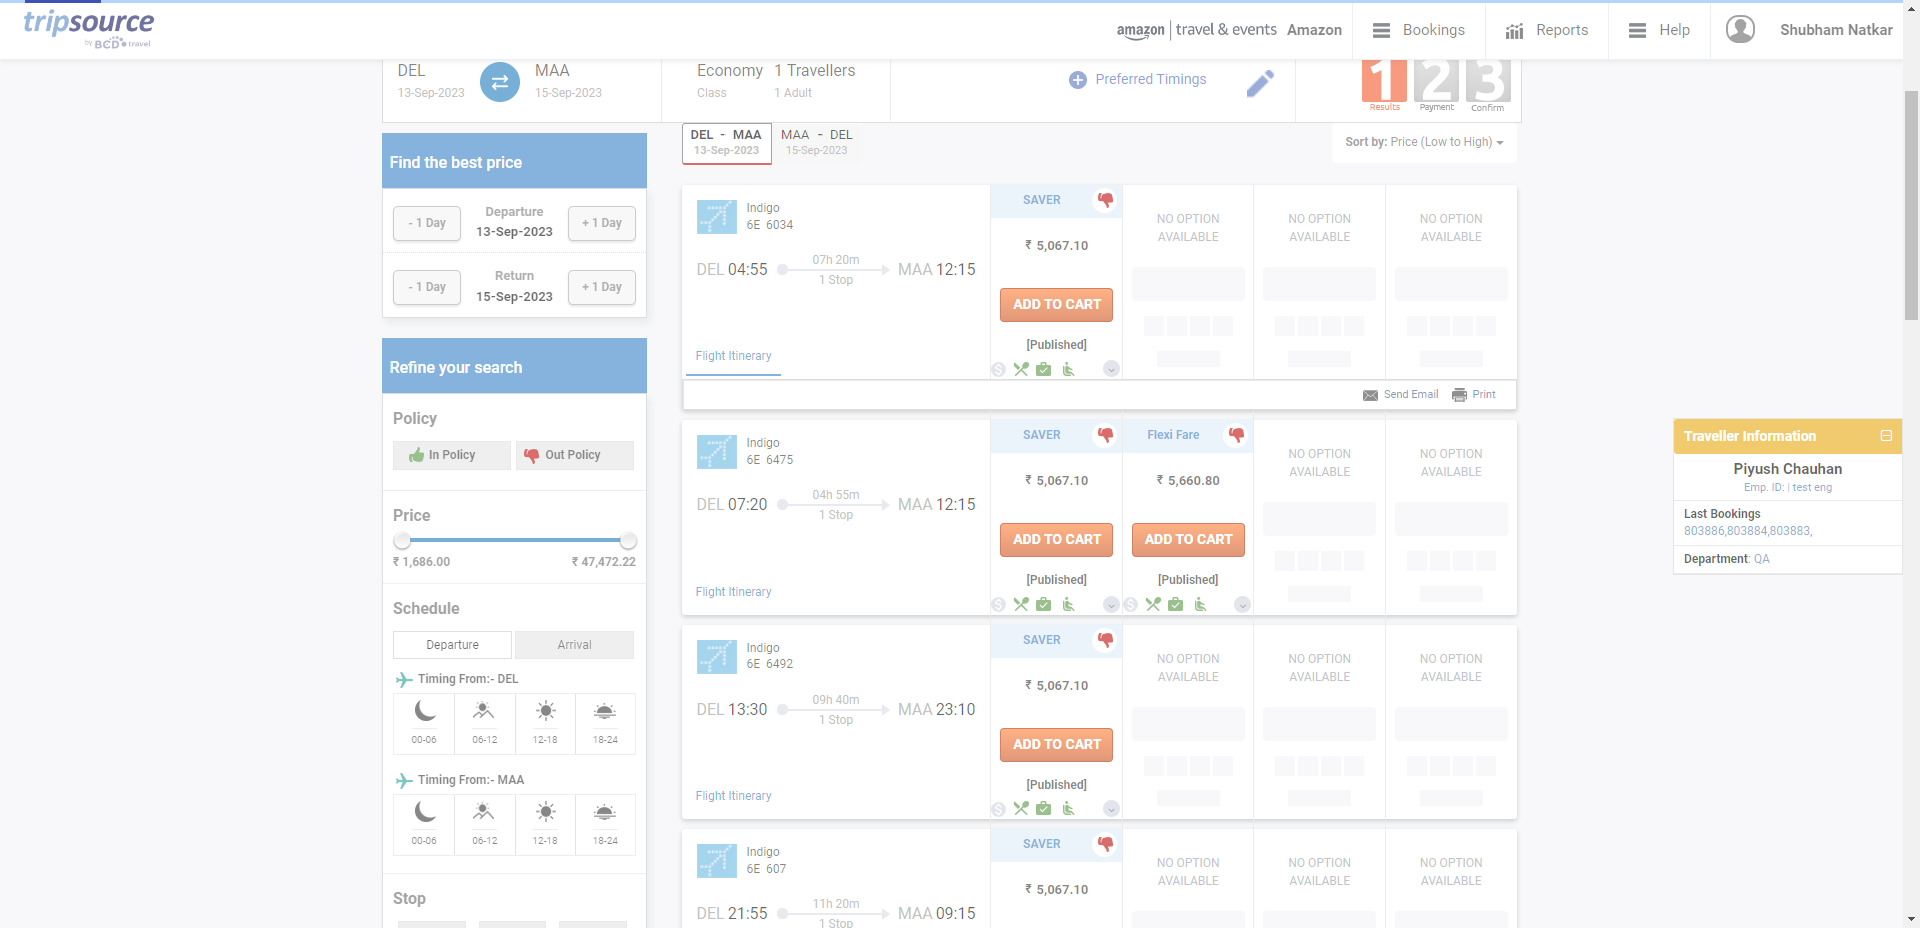 tripsource
by BCD travel
amazon | travel & events Amazon
Bookings
Reports
Help
Shubham Natkar
DEL
13-Sep-2023
MAA
15-Sep-2023
Economy
Class
1 Travellers
1 Adult
Preferred Timings
1 2 3
Results Payment Confirm
Find the best price
- 1 Day
Departure
13-Sep-2023
+ 1 Day
- 1 Day
Return
15-Sep-2023
+ 1 Day
Refine your search
Policy
In Policy
Out Policy
Price
₹ 1,686.00
₹ 47,472.22
Schedule
Departure
Arrival
Timing From:- DEL
00-06 06-12 12-18 18-24
Timing From:- MAA
00-06 06-12 12-18 18-24
Stop
DEL - MAA
13-Sep-2023
MAA - DEL
15-Sep-2023
Sort by: Price (Low to High)
Indigo
6E 6034
DEL 04:55
07h 20m
1 Stop
MAA 12:15
Flight Itinerary
SAVER
₹ 5,067.10
ADD TO CART
[Published]
NO OPTION
AVAILABLE
NO OPTION
AVAILABLE
NO OPTION
AVAILABLE
Send Email
Print
Indigo
6E 6475
DEL 07:20
04h 55m
1 Stop
MAA 12:15
Flight Itinerary
SAVER
₹ 5,067.10
ADD TO CART
[Published]
Flexi Fare
₹ 5,660.80
ADD TO CART
[Published]
NO OPTION
AVAILABLE
NO OPTION
AVAILABLE
Indigo
6E 6492
DEL 13:30
09h 40m
1 Stop
MAA 23:10
Flight Itinerary
SAVER
₹ 5,067.10
ADD TO CART
[Published]
NO OPTION
AVAILABLE
NO OPTION
AVAILABLE
NO OPTION
AVAILABLE
Indigo
6E 607
DEL 21:55
11h 20m
1 Stop
MAA 09:15
SAVER
₹ 5,067.10
NO OPTION
AVAILABLE
NO OPTION
AVAILABLE
NO OPTION
AVAILABLE
Traveller Information
Piyush Chauhan
Emp. ID: | test eng
Last Bookings
803886,803884,803883,
Department: QA